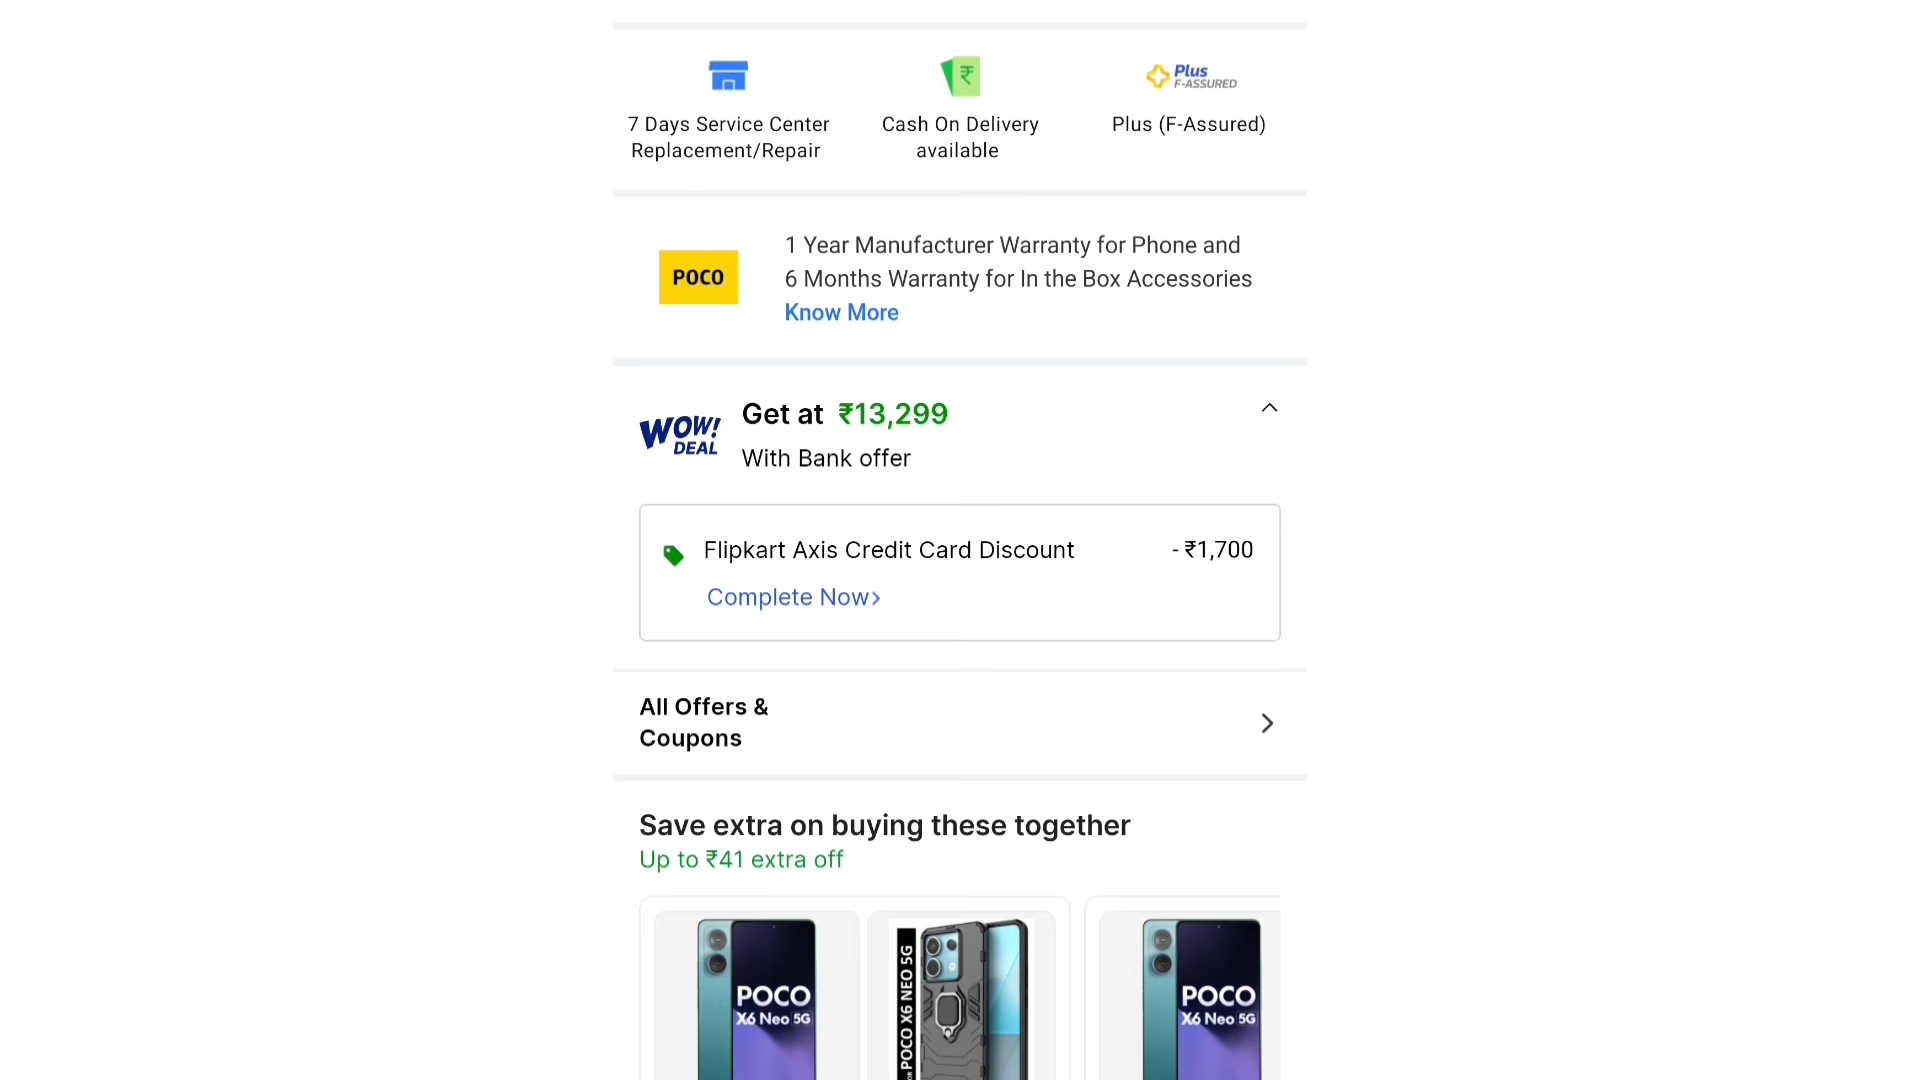 Plus
F-ASSURED
7 Days Service Center
Replacement/Repair
Cash On Delivery
available
Plus (F-Assured)
POCO
1 Year Manufacturer Warranty for Phone and
6 Months Warranty for In the Box Accessories
Know More
WOW!
DEAL
Get at ₹13,299
With Bank offer
Flipkart Axis Credit Card Discount
- ₹1,700
Complete Now
All Offers &
Coupons
Save extra on buying these together
Up to ₹41 extra off
POCO
X6 Neo 5G
POCO X6 NEO 5G
POCO
X6 Neo 5G